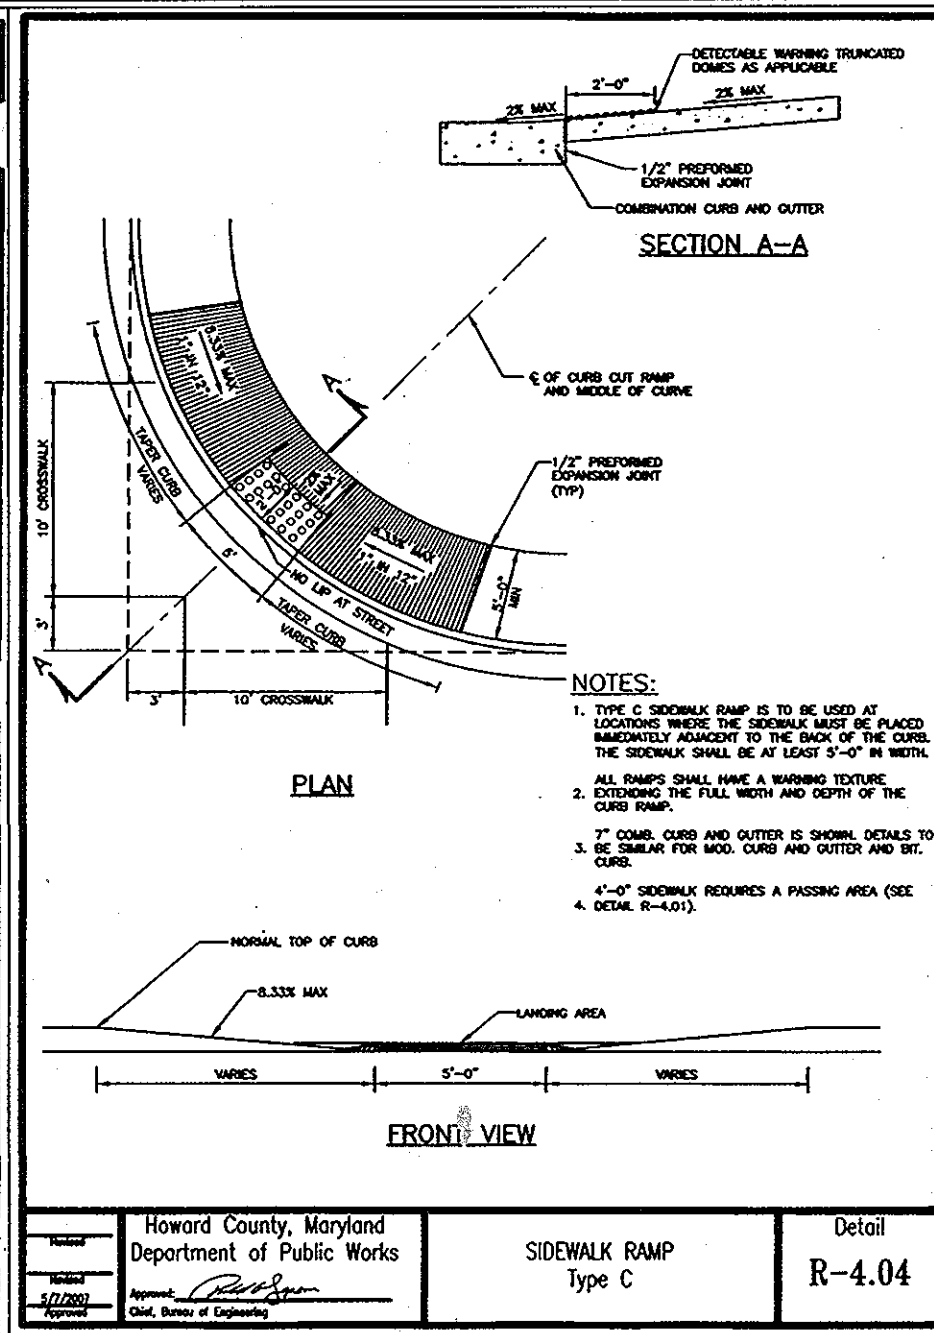 DETECTABLE WARNING TRUNCATED
DOMES AS APPLICABLE
2'-0"
2% MAX
2% MAX
1/2" PREFORMED
EXPANSION JOINT
COMBINATION CURB AND GUTTER
SECTION A-A
8.33% MAX
1" IN 12"
A
℄ OF CURB CUT RAMP
AND MIDDLE OF CURVE
10' CROSSWALK
TAPER CURB
VARIES
2'-0"
2%
MAX
1/2" PREFORMED
EXPANSION JOINT
(TYP)
8.33% MAX
1" IN 12"
NO LIP AT STREET
TAPER CURB
VARIES
5'-0"
MIN
3'
A
3'
10' CROSSWALK
PLAN
NOTES:
1. TYPE C SIDEWALK RAMP IS TO BE USED AT
LOCATIONS WHERE THE SIDEWALK MUST BE PLACED
IMMEDIATELY ADJACENT TO THE BACK OF THE CURB.
THE SIDEWALK SHALL BE AT LEAST 5'-0" IN WIDTH.
ALL RAMPS SHALL HAVE A WARNING TEXTURE
2. EXTENDING THE FULL WIDTH AND DEPTH OF THE
CURB RAMP.
7" COMB. CURB AND GUTTER IS SHOWN. DETAILS TO
3. BE SIMILAR FOR MOD. CURB AND GUTTER AND BIT.
CURB.
4'-0" SIDEWALK REQUIRES A PASSING AREA (SEE
4. DETAIL R-4.01).
NORMAL TOP OF CURB
8.33% MAX
LANDING AREA
VARIES
5'-0"
VARIES
FRONT VIEW
Revised
Revised
5/7/2007
Approved
Howard County, Maryland
Department of Public Works
Approved:
Chief, Bureau of Engineering
SIDEWALK RAMP
Type C
Detail
R-4.04